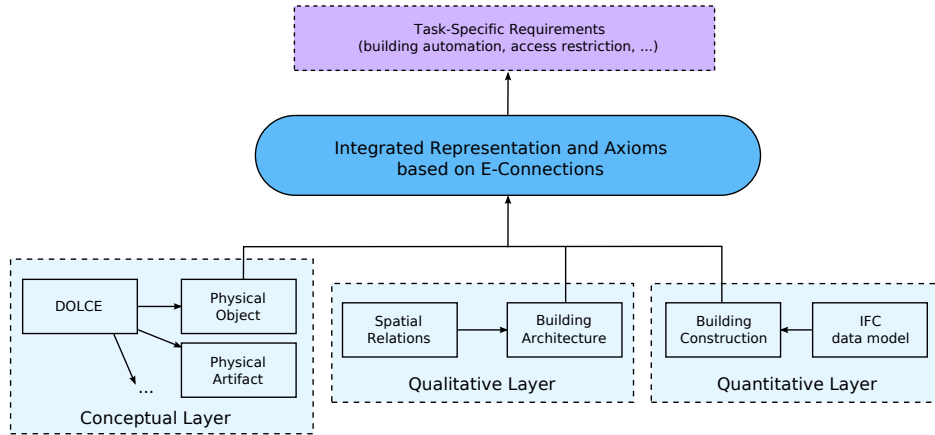 Task-Specific Requirements
(building automation, access restriction, ...)
Integrated Representation and Axioms
based on E-Connections
DOLCE
Physical
Object
Physical
Artifact
...
Conceptual Layer
Spatial
Relations
Building
Architecture
Qualitative Layer
Building
Construction
IFC
data model
Quantitative Layer